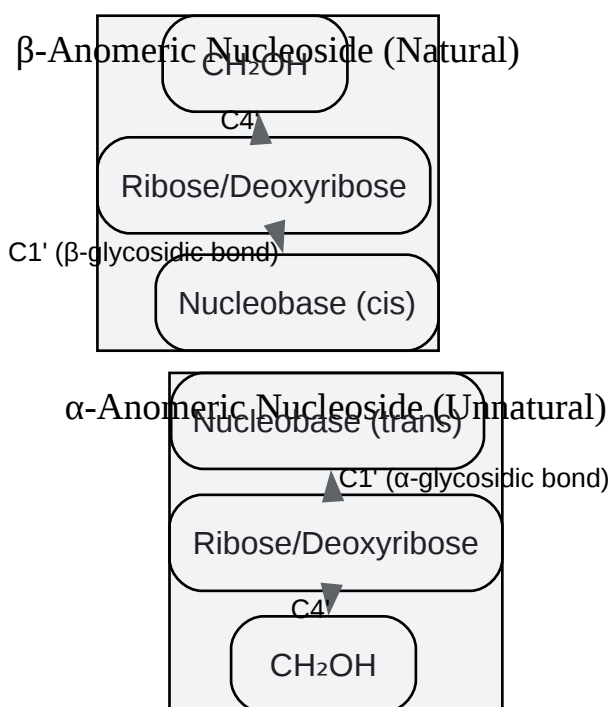 β-Anomeric Nucleoside (Natural)
CH₂OH
C4'
Ribose/Deoxyribose
C1' (β-glycosidic bond)
Nucleobase (cis)
α-Anomeric Nucleoside (Unnatural)
Nucleobase (trans)
C1' (α-glycosidic bond)
Ribose/Deoxyribose
C4'
CH₂OH